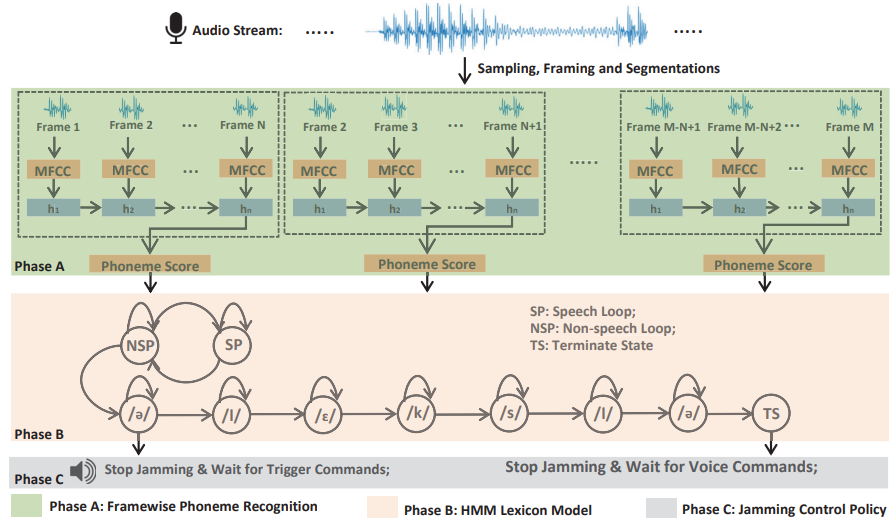 Audio Stream: ..... .....
Sampling, Framing and Segmentations
Frame 1 Frame 2 ... Frame N Frame 2 Frame 3 ... Frame N+1 Frame M-N+1 Frame M-N+2 ... Frame M
MFCC MFCC ... MFCC MFCC MFCC ... MFCC ..... MFCC MFCC ... MFCC
h₁ h₂ ... hₙ h₁ h₂ ... hₙ h₁ h₂ ... hₙ
Phase A Phoneme Score Phoneme Score Phoneme Score
SP: Speech Loop;
NSP: Non-speech Loop;
TS: Terminate State
NSP SP
/ə/ /l/ /ɛ/ /k/ /s/ /l/ /ə/ TS
Phase B
Phase C Stop Jamming & Wait for Trigger Commands; Stop Jamming & Wait for Voice Commands;
Phase A: Framewise Phoneme Recognition Phase B: HMM Lexicon Model Phase C: Jamming Control Policy